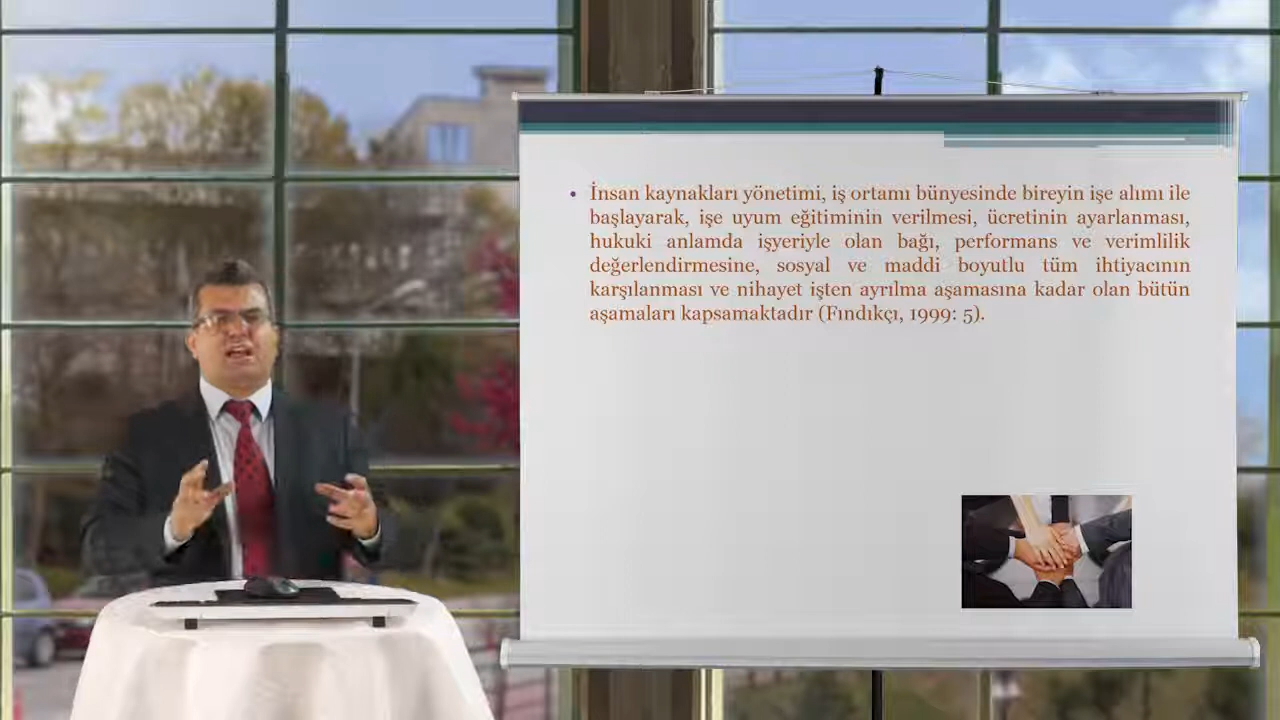 • İnsan kaynakları yönetimi, iş ortamı bünyesinde bireyin işe alımı ile
başlayarak, işe uyum eğitiminin verilmesi, ücretinin ayarlanması,
hukuki anlamda işyeriyle olan bağı, performans ve verimlilik
değerlendirmesine, sosyal ve maddi boyutlu tüm ihtiyacının
karşılanması ve nihayet işten ayrılma aşamasına kadar olan bütün
aşamaları kapsamaktadır (Fındıkçı, 1999: 5).